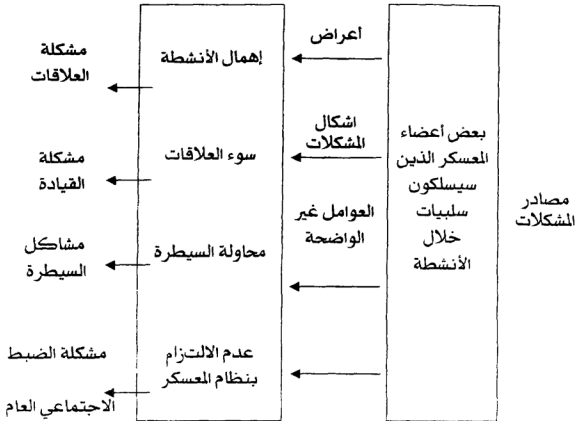 مصادر
المشكلات
بعض أعضاء
المعسكر الذين
سيسلكون
سلبيات
خلال
الأنشطة
أعراض
اشكال
المشكلات
العوامل غير
الواضحة
إهمال الأنشطة
سوء العلاقات
محاولة السيطرة
عدم الالتزام
بنظام المعسكر
مشكلة
العلاقات
مشكلة
القيادة
مشاكل
السيطرة
مشكلة الضبط
الاجتماعي العام